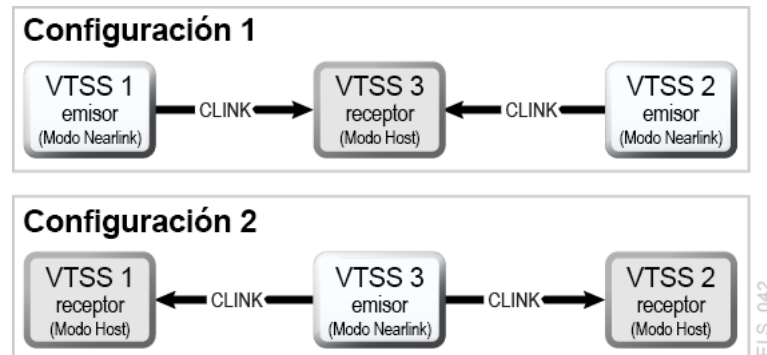 Configuración 1
VTSS 1
emisor
(Modo Nearlink)
CLINK
VTSS 3
receptor
(Modo Host)
CLINK
VTSS 2
emisor
(Modo Nearlink)
Configuración 2
VTSS 1
receptor
(Modo Host)
CLINK
VTSS 3
emisor
(Modo Nearlink)
CLINK
VTSS 2
receptor
(Modo Host)
ELS_042